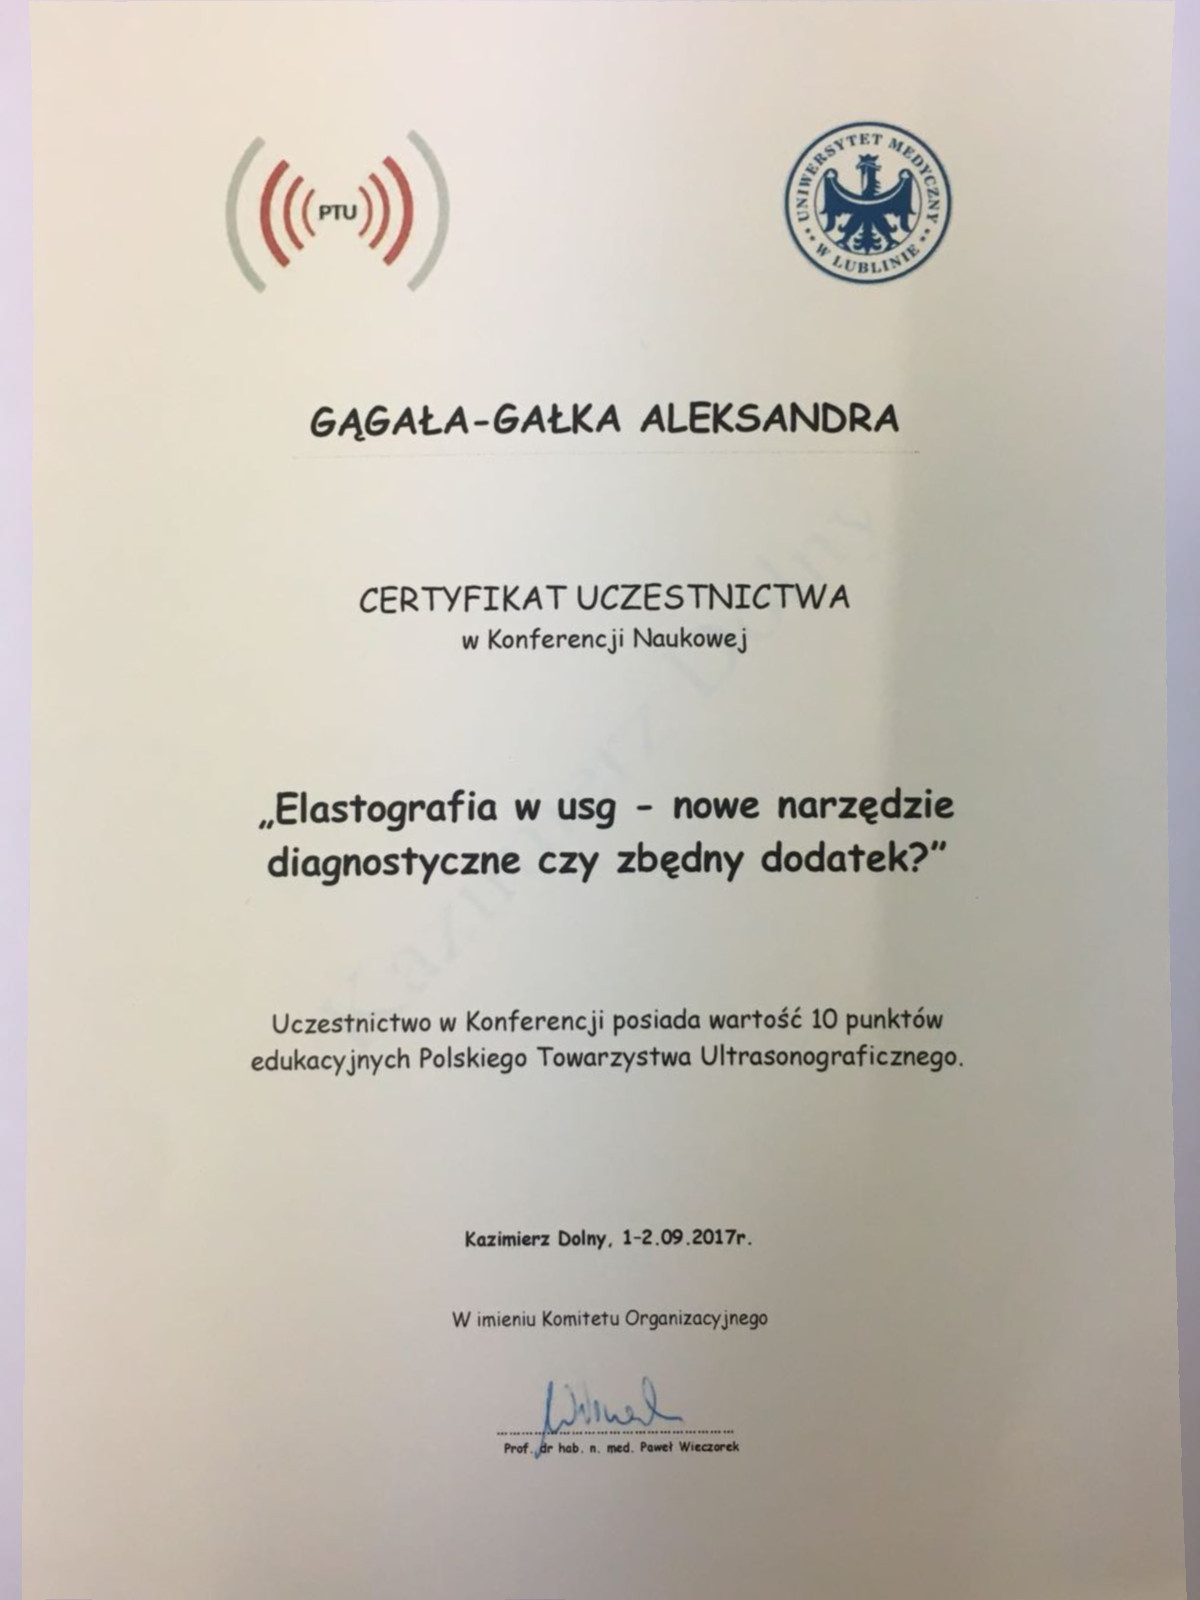 PTU
UNIWERSYTET MEDYCZNY
W LUBLINIE
GĄGAŁA-GAŁKA ALEKSANDRA
CERTYFIKAT UCZESTNICTWA
w Konferencji Naukowej
„Elastografia w usg - nowe narzędzie
diagnostyczne czy zbędny dodatek?”
Uczestnictwo w Konferencji posiada wartość 10 punktów
edukacyjnych Polskiego Towarzystwa Ultrasonograficznego.
Kazimierz Dolny, 1-2.09.2017r.
W imieniu Komitetu Organizacyjnego
Prof. dr hab. n. med. Paweł Wieczorek